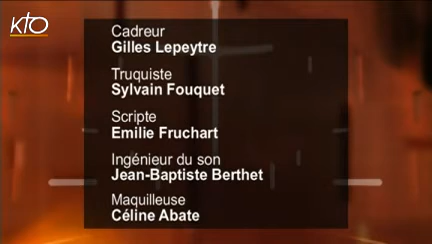 KTO
Cadreur
Gilles Lepeytre
Truquiste
Sylvain Fouquet
Scripte
Emilie Fruchart
Ingénieur du son
Jean-Baptiste Berthet
Maquilleuse
Céline Abate